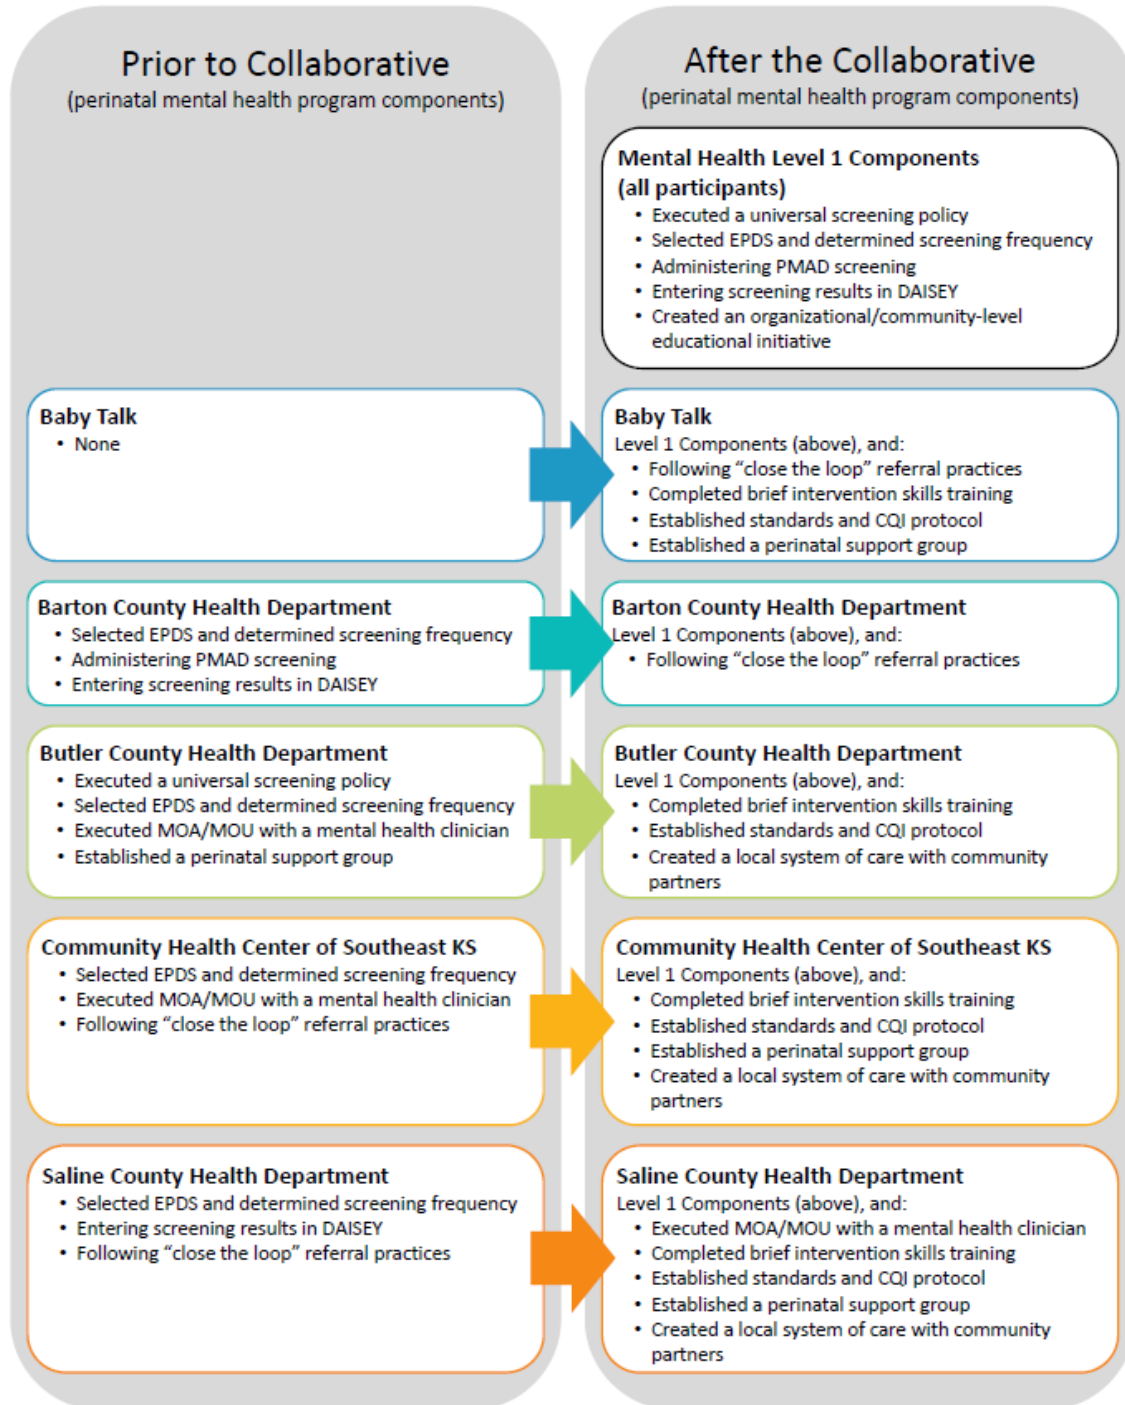 Prior to Collaborative
(perinatal mental health program components)
After the Collaborative
(perinatal mental health program components)
Mental Health Level 1 Components
(all participants)
• Executed a universal screening policy
• Selected EPDS and determined screening frequency
• Administering PMAD screening
• Entering screening results in DAISEY
• Created an organizational/community-level
educational initiative
Baby Talk
• None
Baby Talk
Level 1 Components (above), and:
• Following “close the loop” referral practices
• Completed brief intervention skills training
• Established standards and CQI protocol
• Established a perinatal support group
Barton County Health Department
• Selected EPDS and determined screening frequency
• Administering PMAD screening
• Entering screening results in DAISEY
Barton County Health Department
Level 1 Components (above), and:
• Following “close the loop” referral practices
Butler County Health Department
• Executed a universal screening policy
• Selected EPDS and determined screening frequency
• Executed MOA/MOU with a mental health clinician
• Established a perinatal support group
Butler County Health Department
Level 1 Components (above), and:
• Completed brief intervention skills training
• Established standards and CQI protocol
• Created a local system of care with community
partners
Community Health Center of Southeast KS
• Selected EPDS and determined screening frequency
• Executed MOA/MOU with a mental health clinician
• Following “close the loop” referral practices
Community Health Center of Southeast KS
Level 1 Components (above), and:
• Completed brief intervention skills training
• Established standards and CQI protocol
• Established a perinatal support group
• Created a local system of care with community
partners
Saline County Health Department
• Selected EPDS and determined screening frequency
• Entering screening results in DAISEY
• Following “close the loop” referral practices
Saline County Health Department
Level 1 Components (above), and:
• Executed MOA/MOU with a mental health clinician
• Completed brief intervention skills training
• Established standards and CQI protocol
• Established a perinatal support group
• Created a local system of care with community
partners